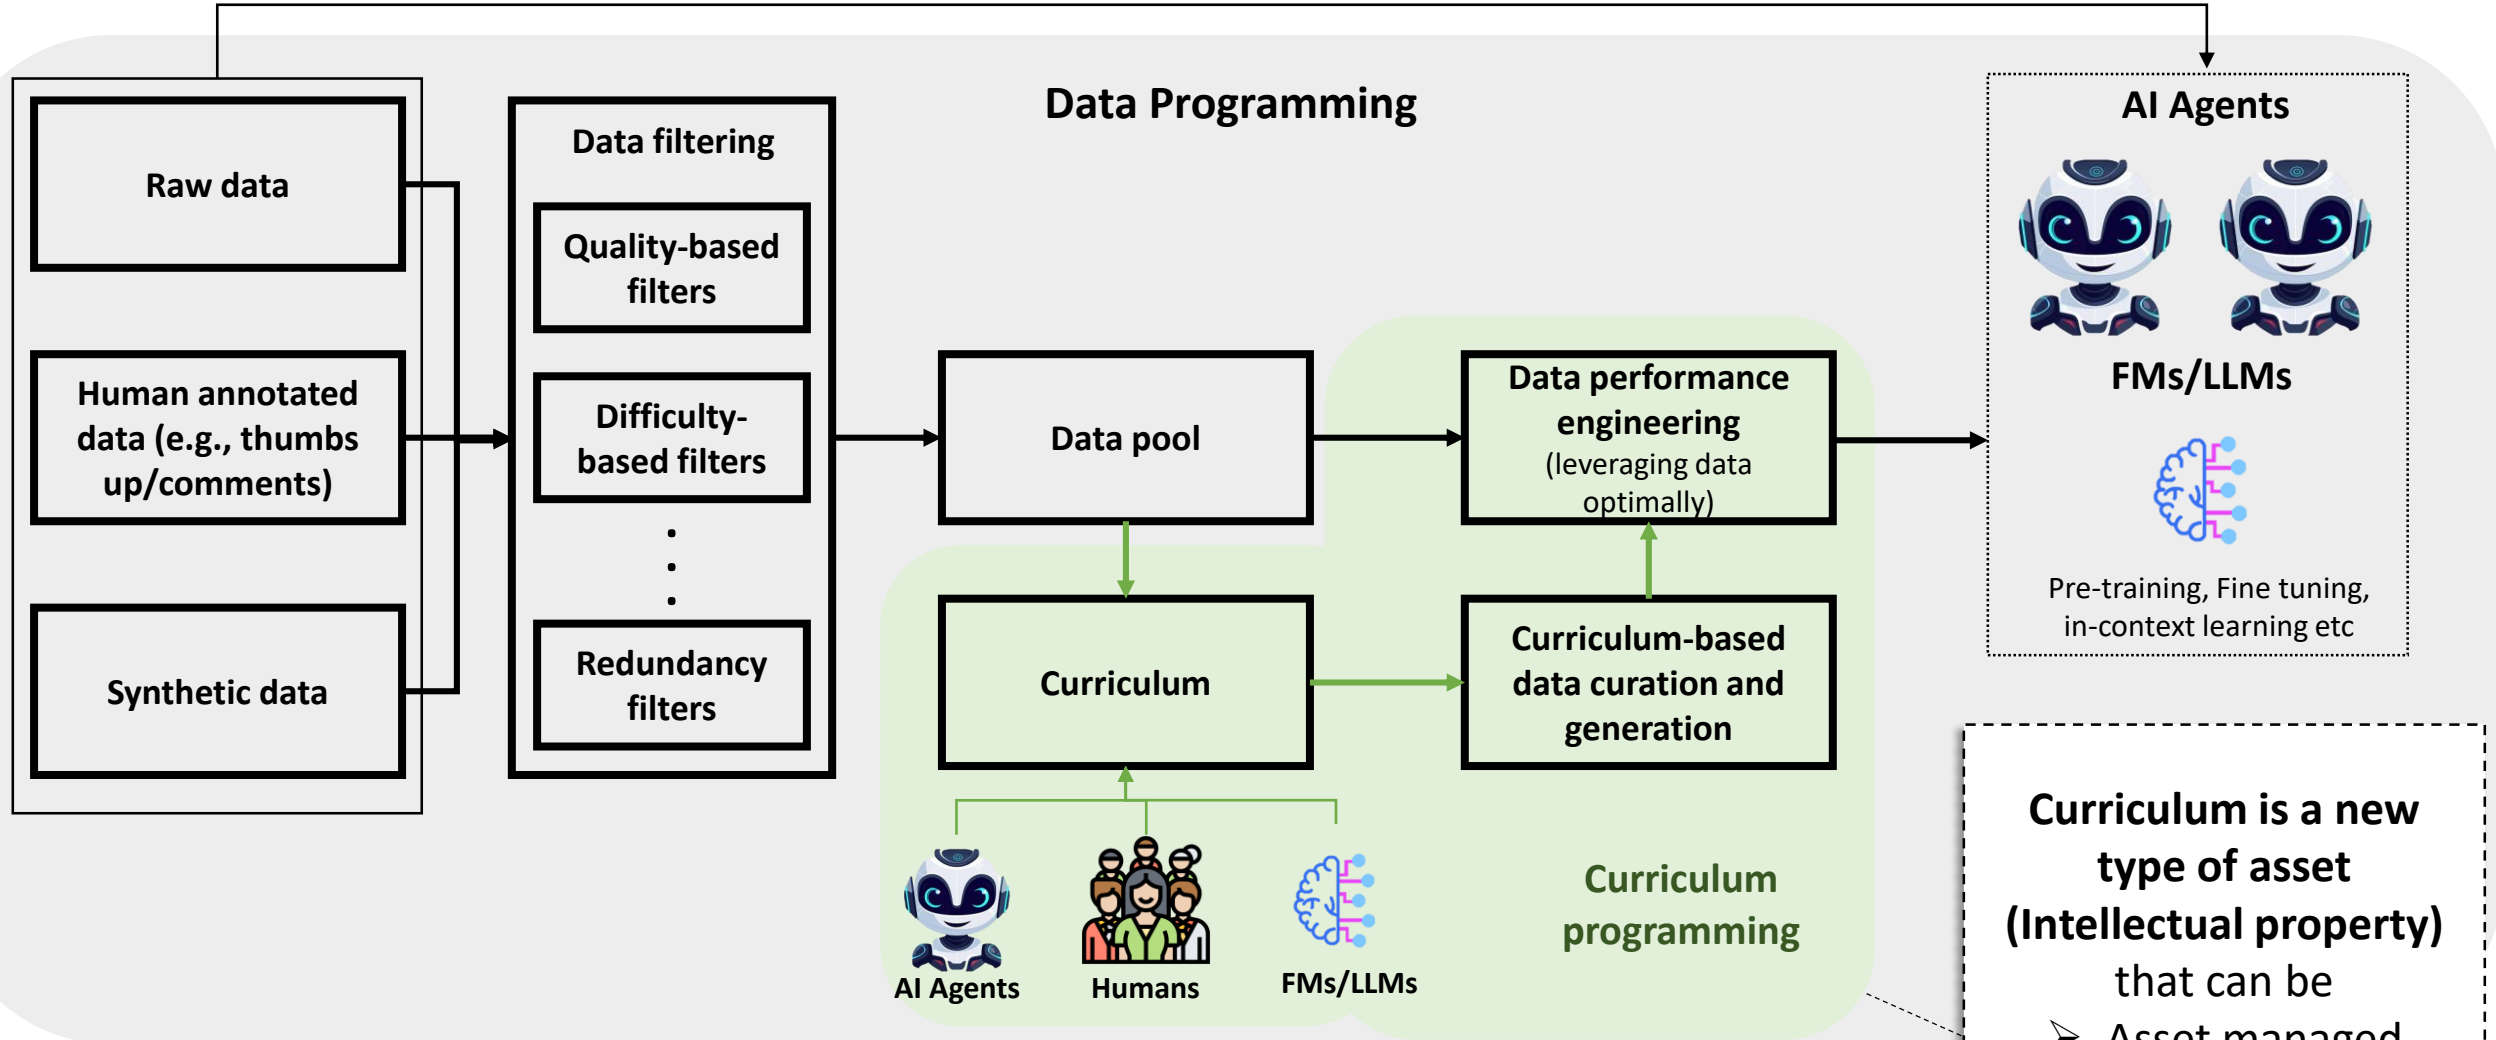 Data Programming
Raw data
Human annotated
data (e.g., thumbs
up/comments)
Synthetic data
Data filtering
Quality-based
filters
Difficulty-
based filters
.
.
.
Redundancy
filters
Data pool
Data performance
engineering
(leveraging data
optimally)
Curriculum
Curriculum-based
data curation and
generation
AI Agents
Humans
FMs/LLMs
Curriculum
programming
AI Agents
FMs/LLMs
Pre-training, Fine tuning,
in-context learning etc
Curriculum is a new
type of asset
(Intellectual property)
that can be
➢ Asset managed